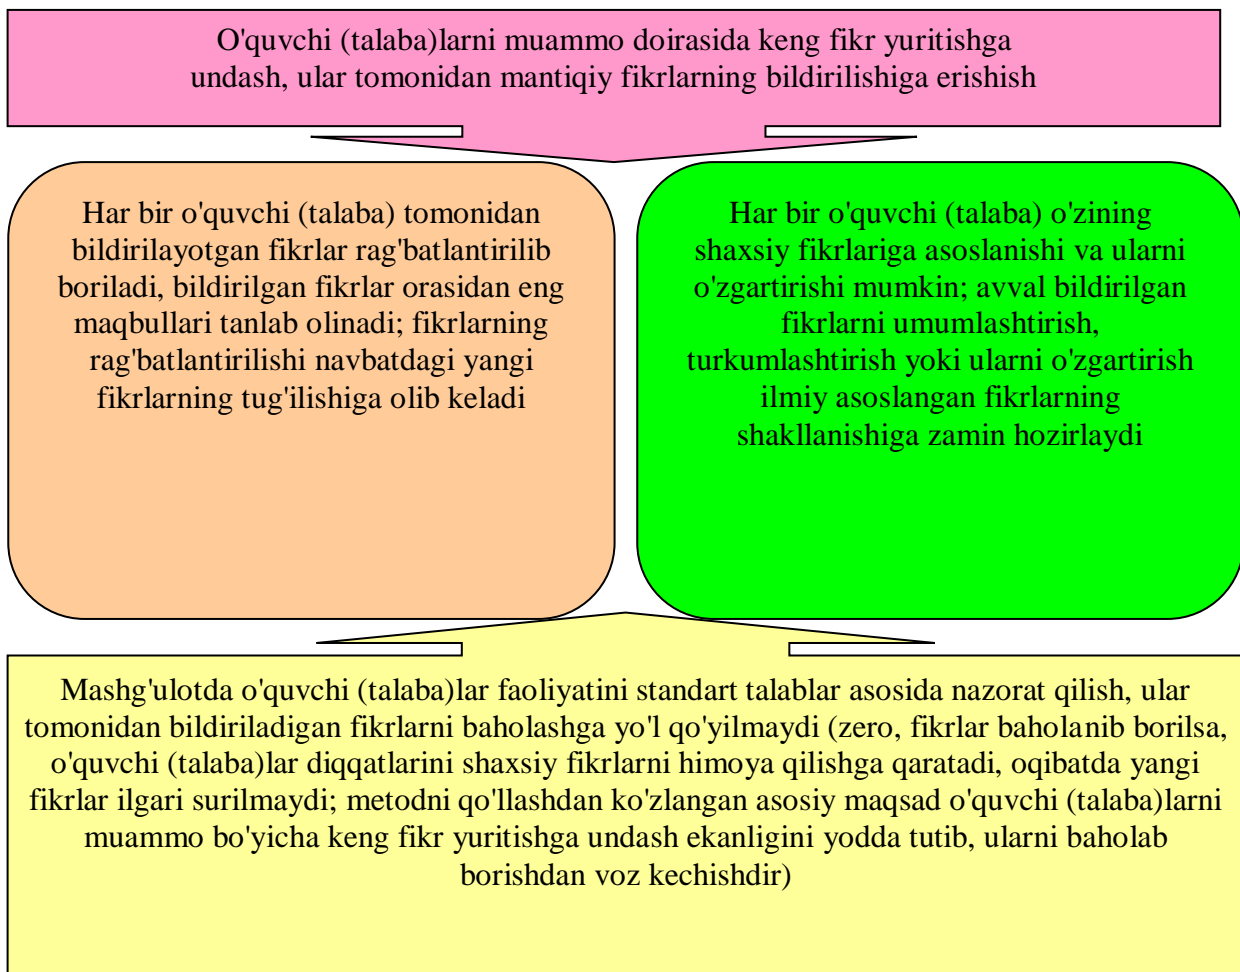 O'quvchi (talaba)larni muammo doirasida keng fikr yuritishga
undash, ular tomonidan mantiqiy fikrlarning bildirilishiga erishish
Har bir o'quvchi (talaba) tomonidan
bildirilayotgan fikrlar rag'batlantirilib
boriladi, bildirilgan fikrlar orasidan eng
maqbullari tanlab olinadi; fikrlarning
rag'batlantirilishi navbatdagi yangi
fikrlarning tug'ilishiga olib keladi
Har bir o'quvchi (talaba) o'zining
shaxsiy fikrlariga asoslanishi va ularni
o'zgartirishi mumkin; avval bildirilgan
fikrlarni umumlashtirish,
turkumlashtirish yoki ularni o'zgartirish
ilmiy asoslangan fikrlarning
shakllanishiga zamin hozirlaydi
Mashg'ulotda o'quvchi (talaba)lar faoliyatini standart talablar asosida nazorat qilish, ular
tomonidan bildiriladigan fikrlarni baholashga yo'l qo'yilmaydi (zero, fikrlar baholanib borilsa,
o'quvchi (talaba)lar diqqatlarini shaxsiy fikrlarni himoya qilishga qaratadi, oqibatda yangi
fikrlar ilgari surilmaydi; metodni qo'llashdan ko'zlangan asosiy maqsad o'quvchi (talaba)larni
muammo bo'yicha keng fikr yuritishga undash ekanligini yodda tutib, ularni baholab
borishdan voz kechishdir)